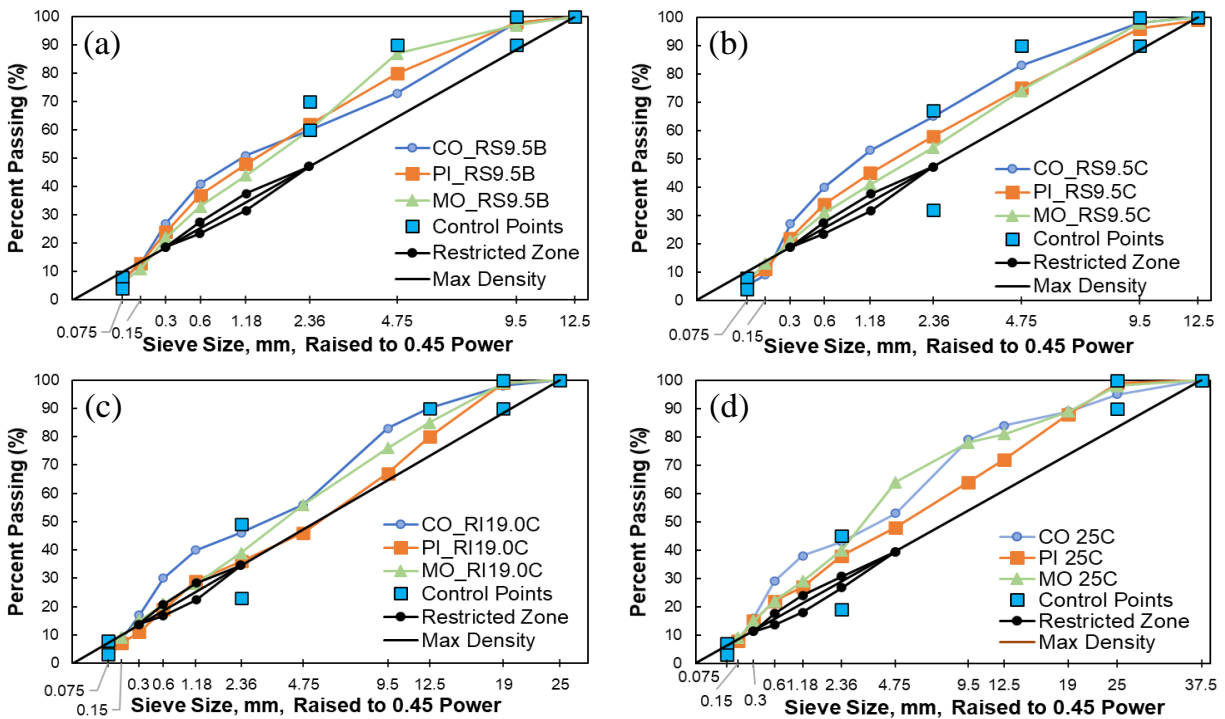 (a)
Percent Passing (%)
100
90
80
70
60
50
40
30
20
10
0
CO_RS9.5B
PI_RS9.5B
MO_RS9.5B
Control Points
Restricted Zone
Max Density
0.075
0.15
0.3
0.6
1.18
2.36
4.75
9.5
12.5
Sieve Size, mm, Raised to 0.45 Power
(b)
Percent Passing (%)
100
90
80
70
60
50
40
30
20
10
0
CO_RS9.5C
PI_RS9.5C
MO_RS9.5C
Control Points
Restricted Zone
Max Density
0.075
0.15
0.3
0.6
1.18
2.36
4.75
9.5
12.5
Sieve Size, mm, Raised to 0.45 Power
(c)
Percent Passing (%)
100
90
80
70
60
50
40
30
20
10
0
CO_RI19.0C
PI_RI19.0C
MO_RI19.0C
Control Points
Restricted Zone
Max Density
0.075
0.15
0.3
0.6
1.18
2.36
4.75
9.5
12.5
19
25
Sieve Size, mm, Raised to 0.45 Power
(d)
Percent Passing (%)
100
90
80
70
60
50
40
30
20
10
0
CO 25C
PI 25C
MO 25C
Control Points
Restricted Zone
Max Density
0.075
0.15
0.3
0.6
1.18
2.36
4.75
9.5
12.5
19
25
37.5
Sieve Size, mm, Raised to 0.45 Power